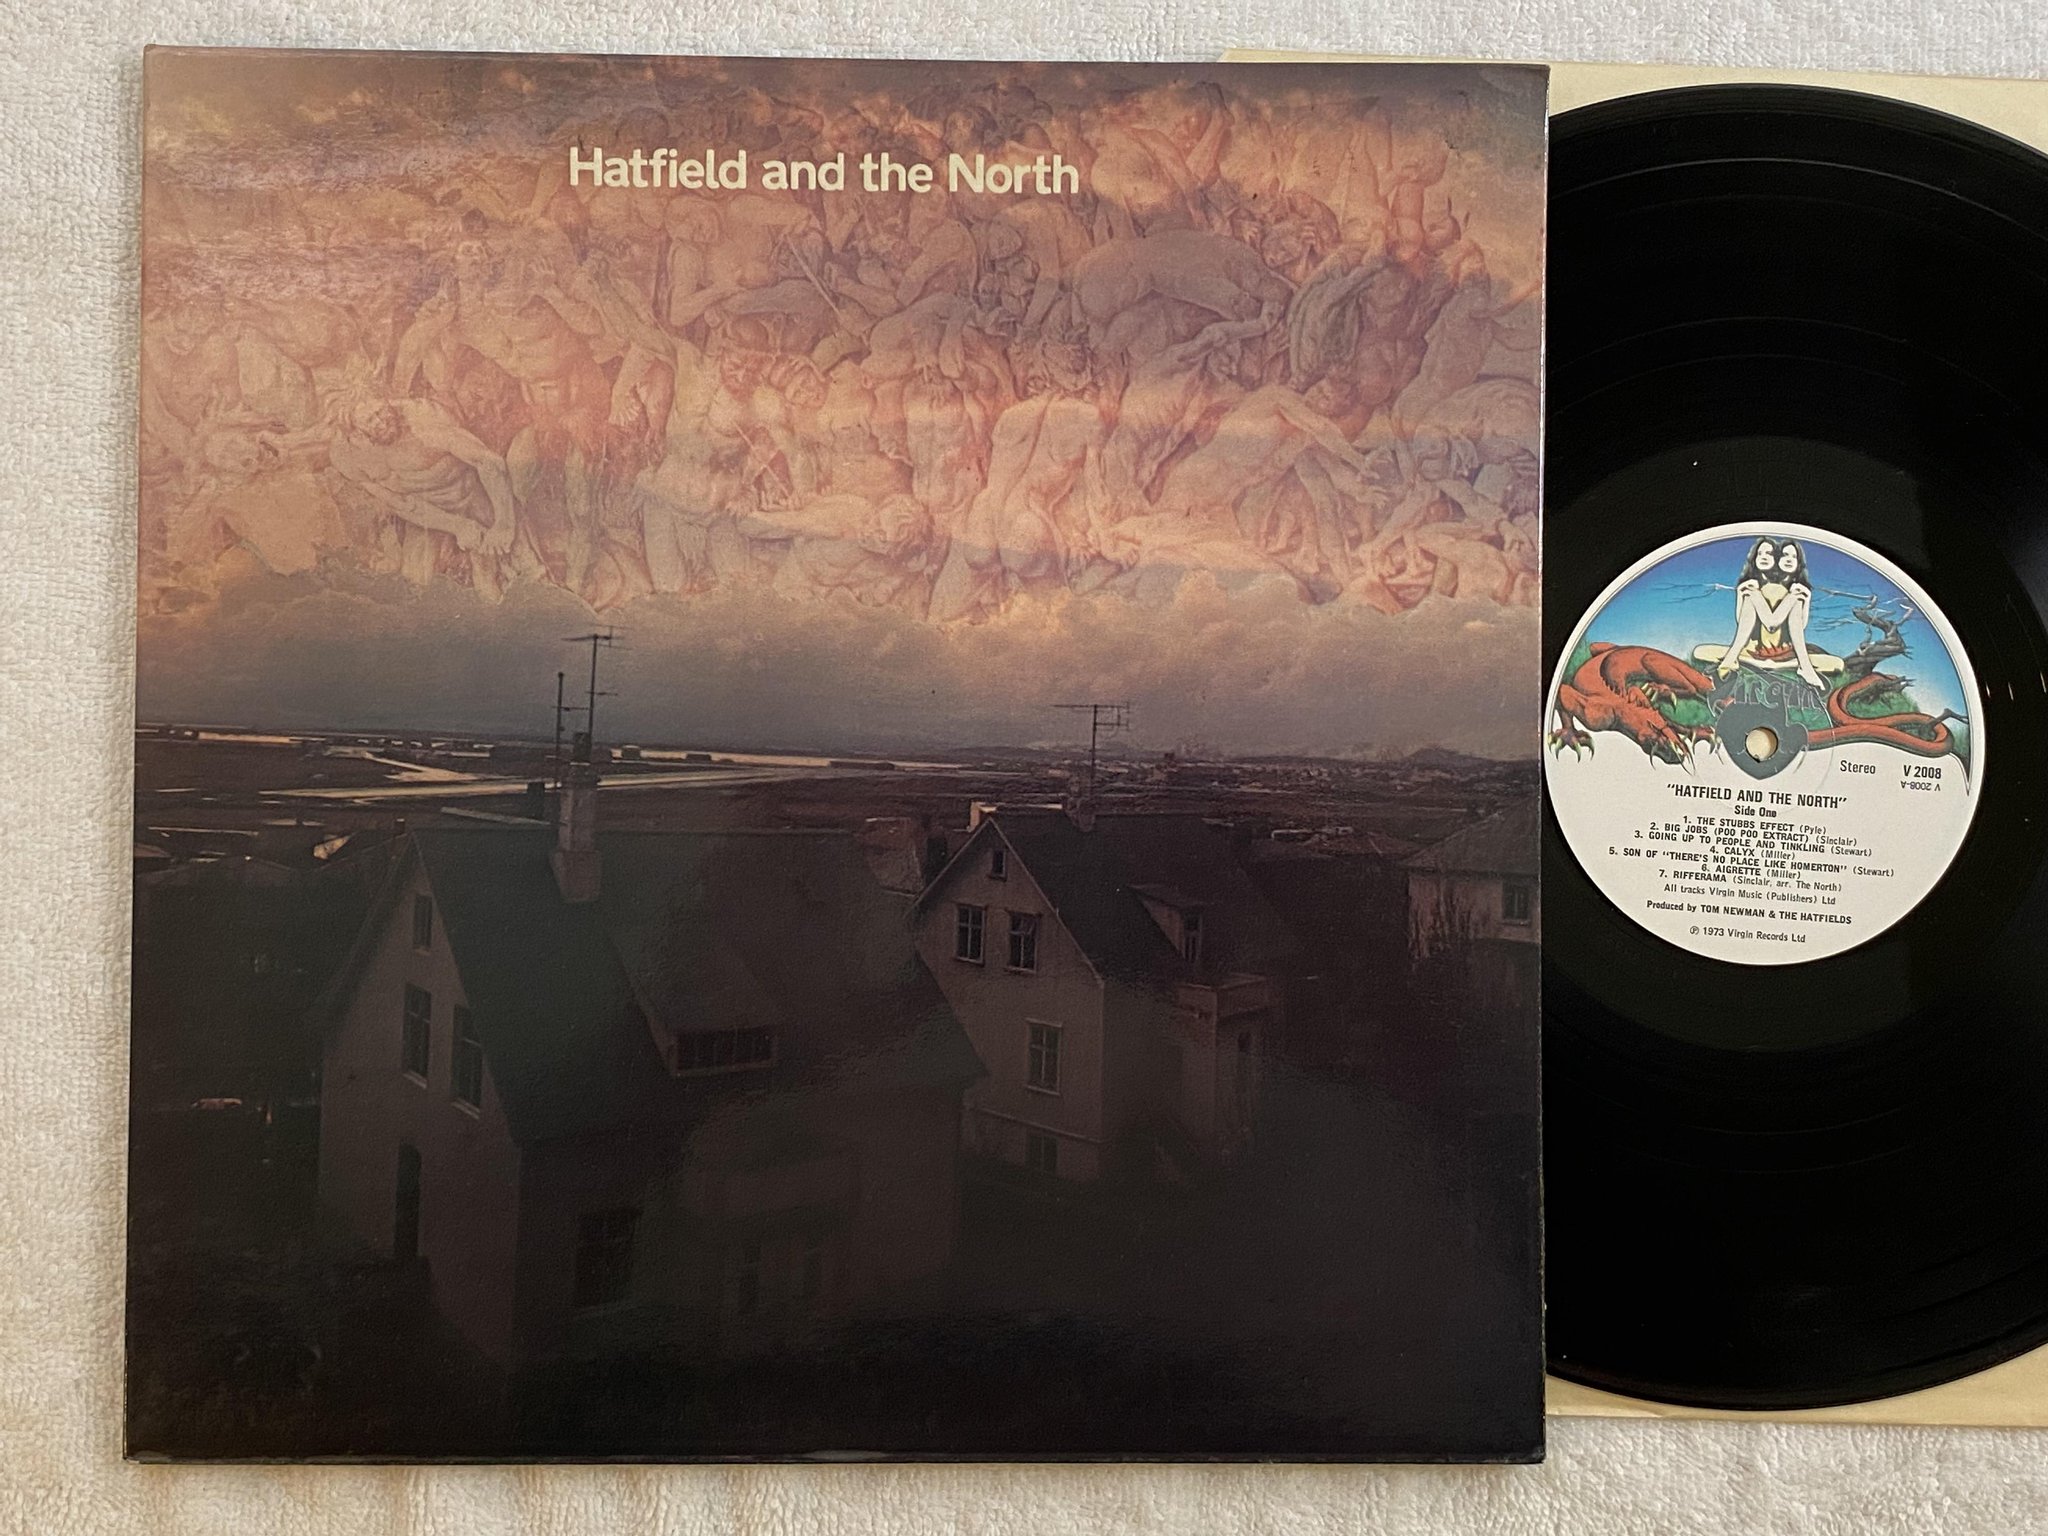 Hatfield and the North
Virgin
Stereo V 2008
V 2008-A
"HATFIELD AND THE NORTH"
Side One
1. THE STUBBS EFFECT (Pyle)
2. BIG JOBS (POO POO EXTRACT) (Sinclair)
3. GOING UP TO PEOPLE AND TINKLING (Stewart)
4. CALYX (Miller)
5. SON OF "THERE'S NO PLACE LIKE HOMERTON" (Stewart)
6. AIGRETTE (Miller)
7. RIFFERAMA (Sinclair, arr. The North)
All tracks Virgin Music (Publishers) Ltd
Produced by TOM NEWMAN & THE HATFIELDS
℗ 1973 Virgin Records Ltd